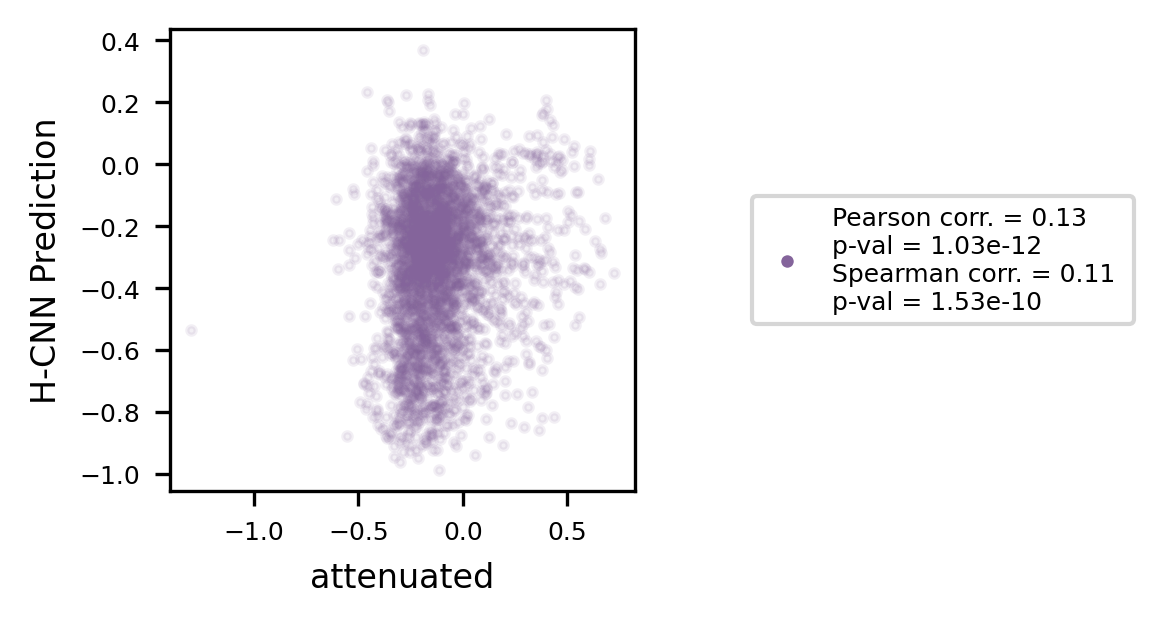 H-CNN Prediction
0.4
0.2
0.0
−0.2
−0.4
−0.6
−0.8
−1.0
−1.0 −0.5 0.0 0.5
attenuated
Pearson corr. = 0.13
p-val = 1.03e-12
Spearman corr. = 0.11
p-val = 1.53e-10